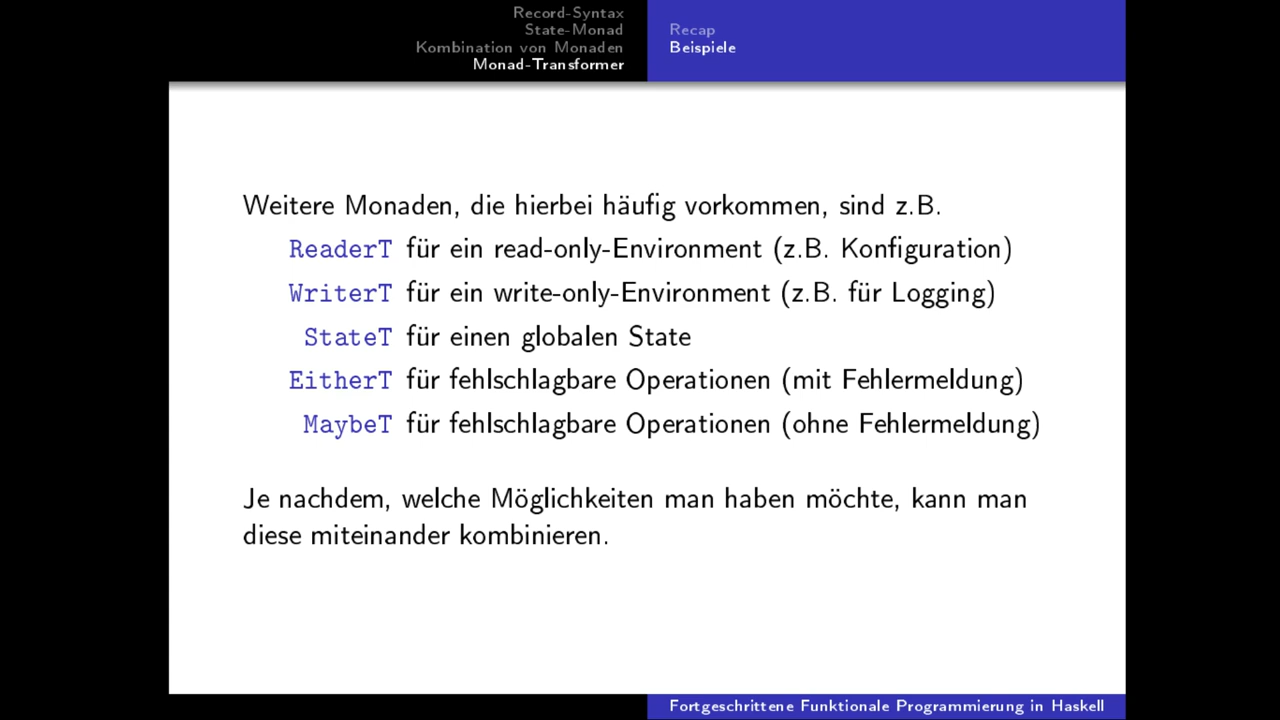 Record-Syntax
State-Monad
Kombination von Monaden
Monad-Transformer
Recap
Beispiele
Weitere Monaden, die hierbei häufig vorkommen, sind z.B.
ReaderT für ein read-only-Environment (z.B. Konfiguration)
WriterT für ein write-only-Environment (z.B. für Logging)
StateT für einen globalen State
EitherT für fehlschlagbare Operationen (mit Fehlermeldung)
MaybeT für fehlschlagbare Operationen (ohne Fehlermeldung)
Je nachdem, welche Möglichkeiten man haben möchte, kann man
diese miteinander kombinieren.
Fortgeschrittene Funktionale Programmierung in Haskell